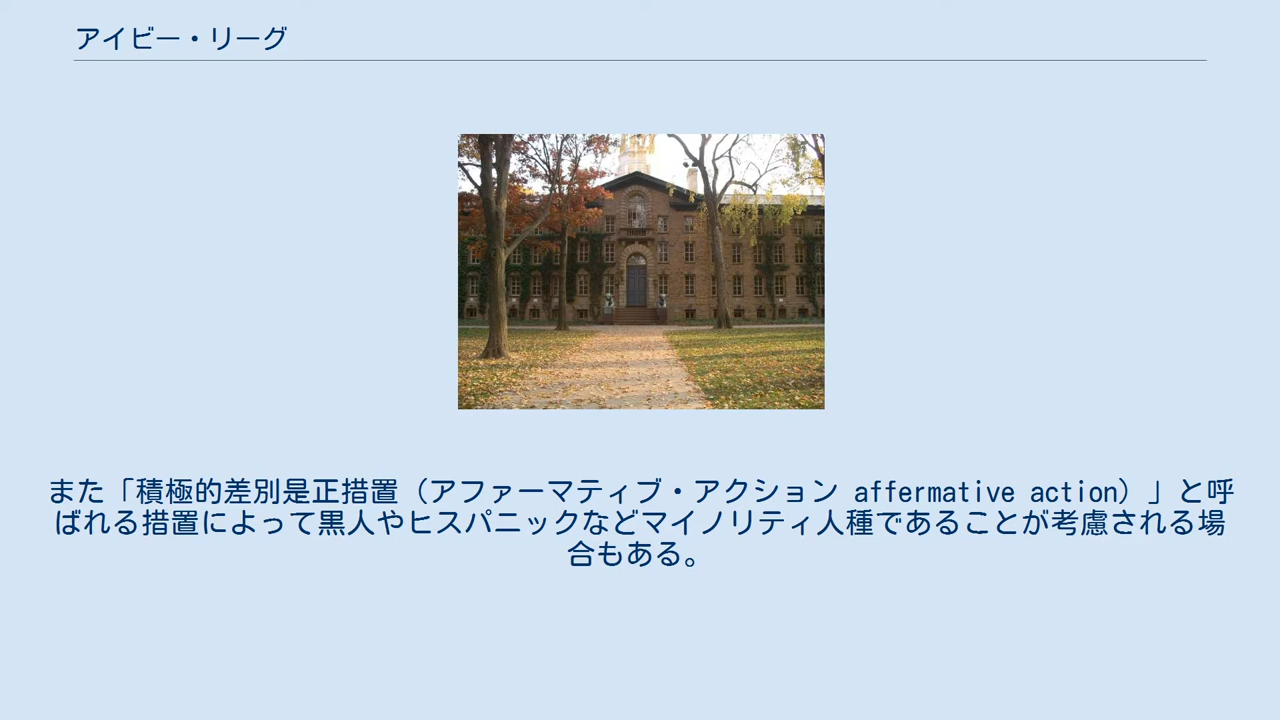 アイビー・リーグ
また「積極的差別是正措置（アファーマティブ・アクション affermative action）」と呼
ばれる措置によって黒人やヒスパニックなどマイノリティ人種であることが考慮される場
合もある。